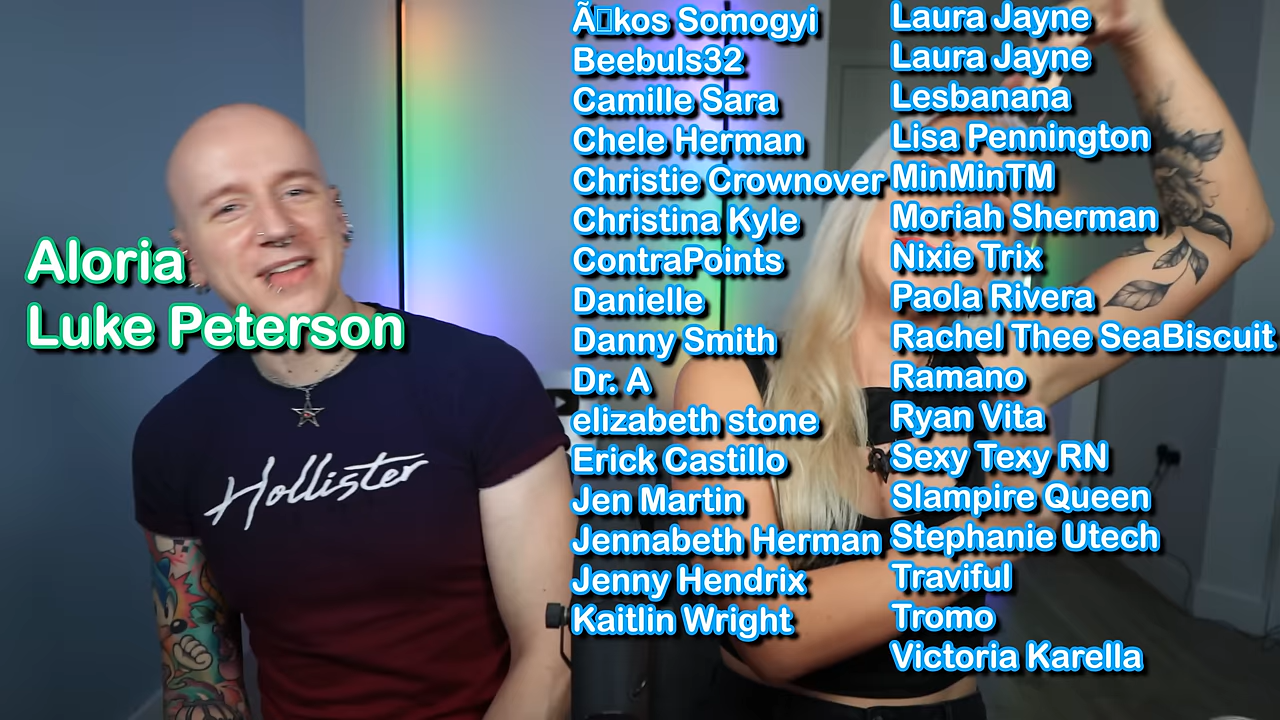 Aloria
Luke Peterson
Hollister
Ã�kos Somogyi
Beebuls32
Camille Sara
Chele Herman
Christie Crownover
Christina Kyle
ContraPoints
Danielle
Danny Smith
Dr. A
elizabeth stone
Erick Castillo
Jen Martin
Jennabeth Herman
Jenny Hendrix
Kaitlin Wright
Laura Jayne
Laura Jayne
Lesbanana
Lisa Pennington
MinMinTM
Moriah Sherman
Nixie Trix
Paola Rivera
Rachel Thee SeaBiscuit
Ramano
Ryan Vita
Sexy Texy RN
Slampire Queen
Stephanie Utech
Traviful
Tromo
Victoria Karella